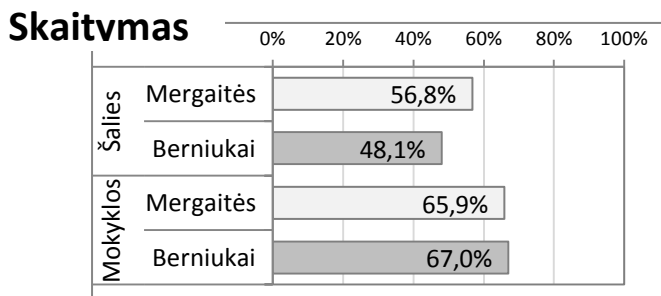 Skaitymas
0% 20% 40% 60% 80% 100%
Šalies
Mergaitės 56,8%
Berniukai 48,1%
Mokyklos
Mergaitės 65,9%
Berniukai 67,0%